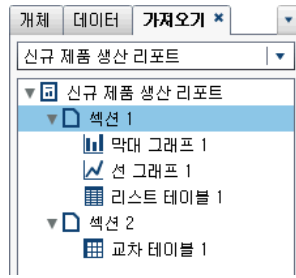 개체 데이터 가져오기 ×
신규 제품 생산 리포트
신규 제품 생산 리포트
섹션 1
막대 그래프 1
선 그래프 1
리스트 테이블 1
섹션 2
교차 테이블 1